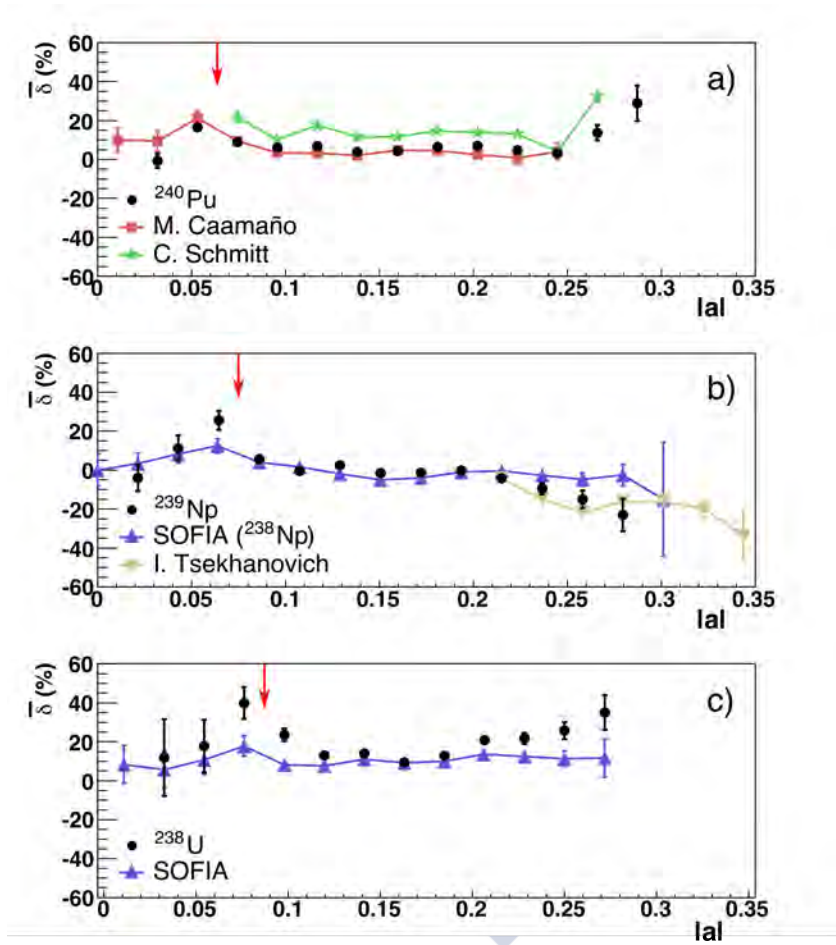 60
a)
40
20
0
-20
-40
-60
δ̄ (%)
²⁴⁰Pu
M. Caamaño
C. Schmitt
0 0.05 0.1 0.15 0.2 0.25 0.3 0.35
|a|
60
b)
40
20
0
-20
-40
-60
δ̄ (%)
²³⁹Np
SOFIA (²³⁸Np)
I. Tsekhanovich
0 0.05 0.1 0.15 0.2 0.25 0.3 0.35
|a|
60
c)
40
20
0
-20
-40
-60
δ̄ (%)
²³⁸U
SOFIA
0 0.05 0.1 0.15 0.2 0.25 0.3 0.35
|a|